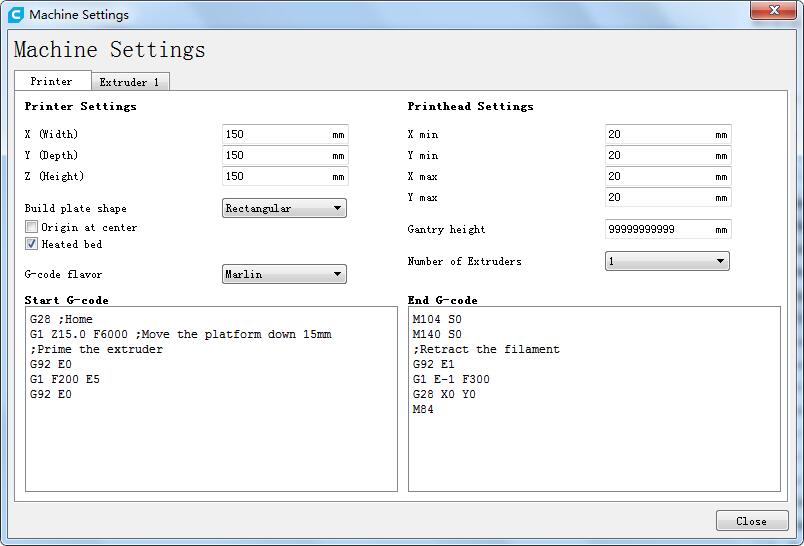 Machine Settings
Machine Settings
Printer
Extruder 1
Printer Settings
X (Width)
150 mm
Y (Depth)
150 mm
Z (Height)
150 mm
Build plate shape
Rectangular
Origin at center
Heated bed
G-code flavor
Marlin
Printhead Settings
X min
20 mm
Y min
20 mm
X max
20 mm
Y max
20 mm
Gantry height
99999999999 mm
Number of Extruders
1
Start G-code
G28 ;Home
G1 Z15.0 F6000 ;Move the platform down 15mm
;Prime the extruder
G92 E0
G1 F200 E5
G92 E0
End G-code
M104 S0
M140 S0
;Retract the filament
G92 E1
G1 E-1 F300
G28 X0 Y0
M84
Close